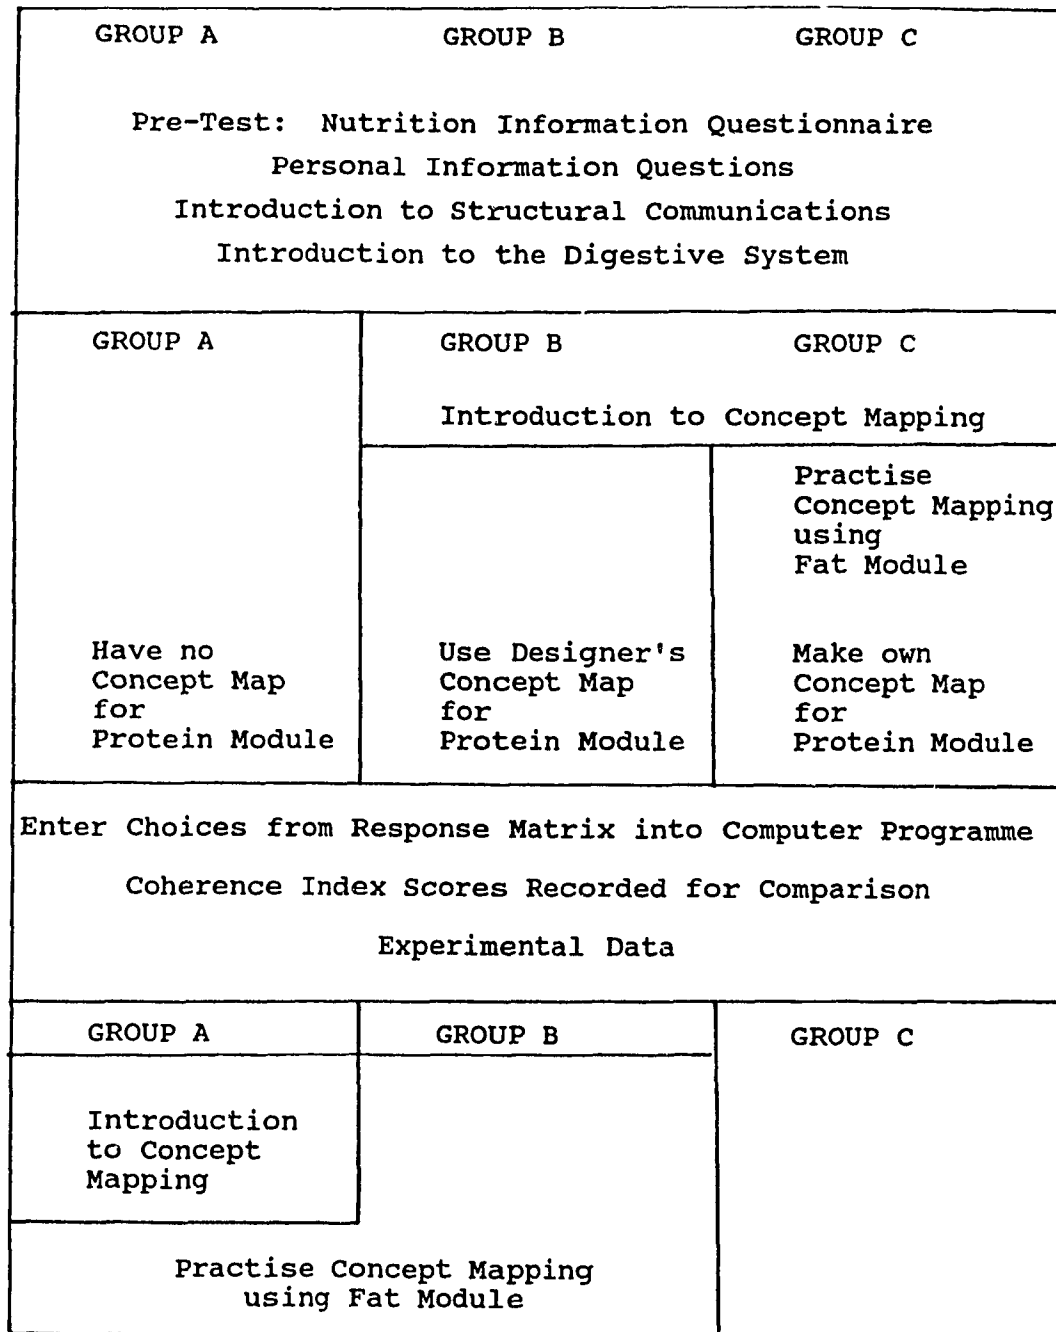 GROUP A GROUP B GROUP C
Pre-Test: Nutrition Information Questionnaire
Personal Information Questions
Introduction to Structural Communications
Introduction to the Digestive System
GROUP A GROUP B GROUP C
Introduction to Concept Mapping
Practise
Concept Mapping
using
Fat Module
Have no
Concept Map
for
Protein Module
Use Designer's
Concept Map
for
Protein Module
Make own
Concept Map
for
Protein Module
Enter Choices from Response Matrix into Computer Programme
Coherence Index Scores Recorded for Comparison
Experimental Data
GROUP A GROUP B GROUP C
Introduction
to Concept
Mapping
Practise Concept Mapping
using Fat Module